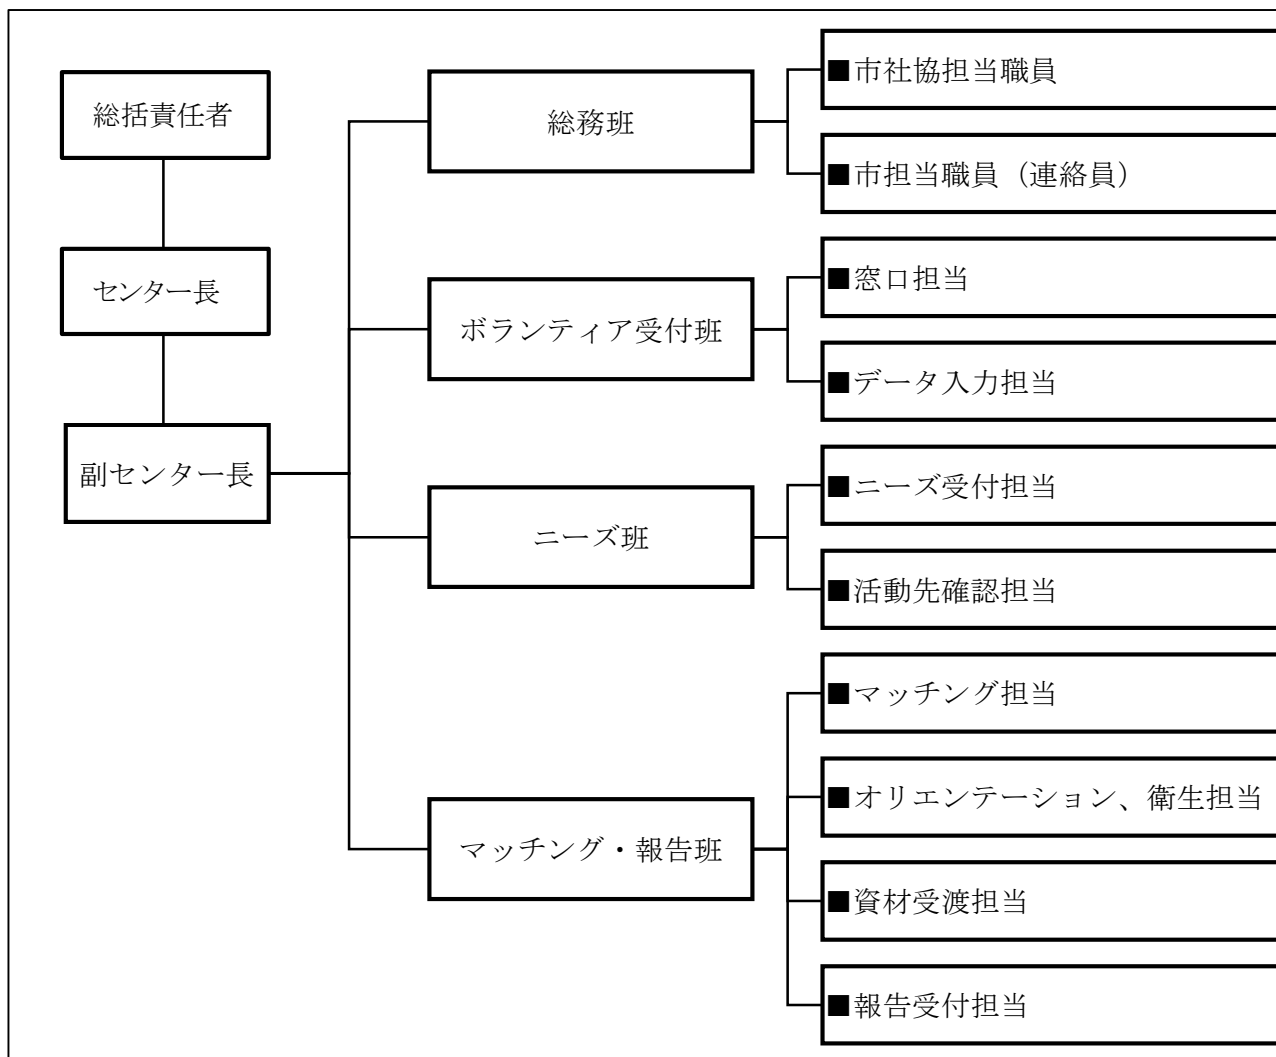 総括責任者
センター長
副センター長
総務班
■市社協担当職員
■市担当職員（連絡員）
ボランティア受付班
■窓口担当
■データ入力担当
ニーズ班
■ニーズ受付担当
■活動先確認担当
マッチング・報告班
■マッチング担当
■オリエンテーション、衛生担当
■資材受渡担当
■報告受付担当